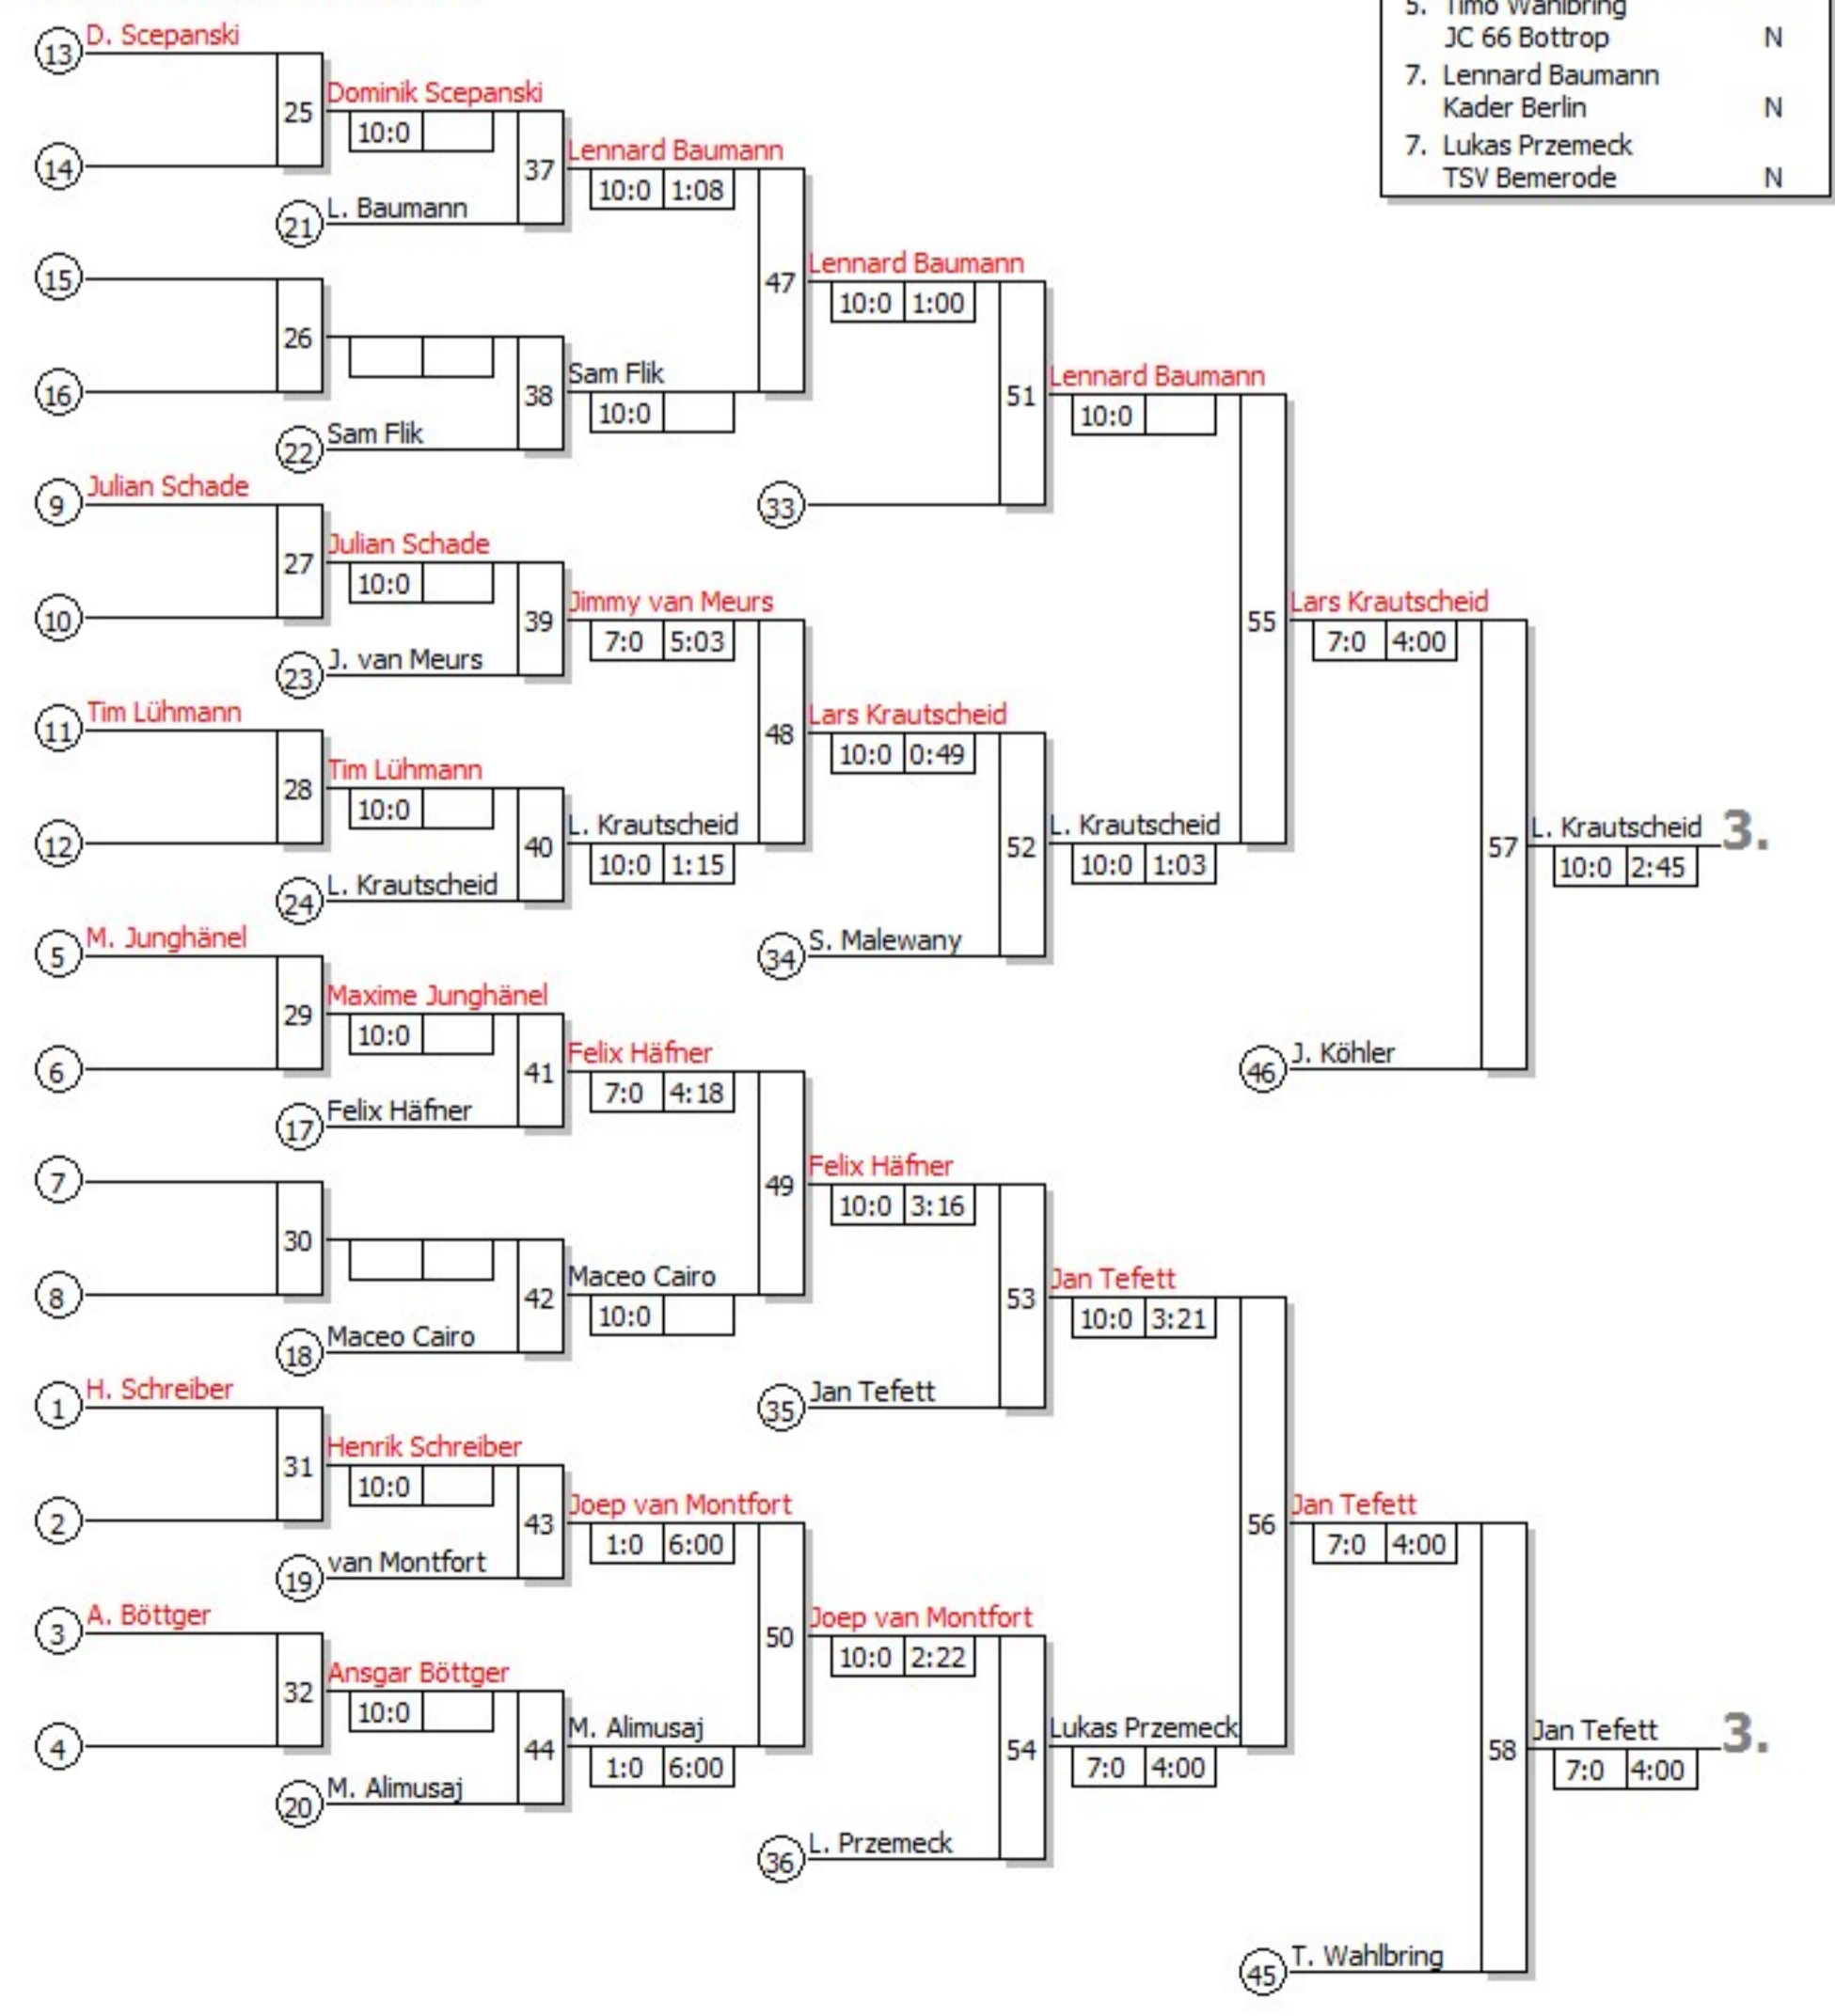 5. Timo Wahlbring
JC 66 Bottrop N
7. Lennard Baumann
Kader Berlin N
7. Lukas Przemeck
TSV Bemerode N
13 D. Scepanski
25 Dominik Scepanski
10:0
14
37 Lennard Baumann
10:0 1:08
21 L. Baumann
15
47 Lennard Baumann
10:0 1:00
26
16
38 Sam Flik
10:0
22 Sam Flik
51 Lennard Baumann
10:0
33
9 Julian Schade
27 Julian Schade
10:0
10
39 Jimmy van Meurs
7:0 5:03
23 J. van Meurs
55 Lars Krautscheid
7:0 4:00
11 Tim Lühmann
48 Lars Krautscheid
10:0 0:49
28 Tim Lühmann
10:0
12
40 L. Krautscheid
10:0 1:15
24 L. Krautscheid
52 L. Krautscheid
10:0 1:03
57 L. Krautscheid 3.
10:0 2:45
34 S. Malewany
5 M. Junghänel
29 Maxime Junghänel
10:0
6
41 Felix Häfner
7:0 4:18
17 Felix Häfner
46 J. Köhler
7
49 Felix Häfner
10:0 3:16
30
8
42 Maceo Cairo
10:0
18 Maceo Cairo
53 Jan Tefett
10:0 3:21
35 Jan Tefett
1 H. Schreiber
31 Henrik Schreiber
10:0
2
43 Joep van Montfort
1:0 6:00
19 van Montfort
56 Jan Tefett
7:0 4:00
3 A. Böttger
50 Joep van Montfort
10:0 2:22
32 Ansgar Böttger
10:0
4
44 M. Alimusaj
1:0 6:00
20 M. Alimusaj
54 Lukas Przemeck
7:0 4:00
58 Jan Tefett 3.
7:0 4:00
36 L. Przemeck
45 T. Wahlbring